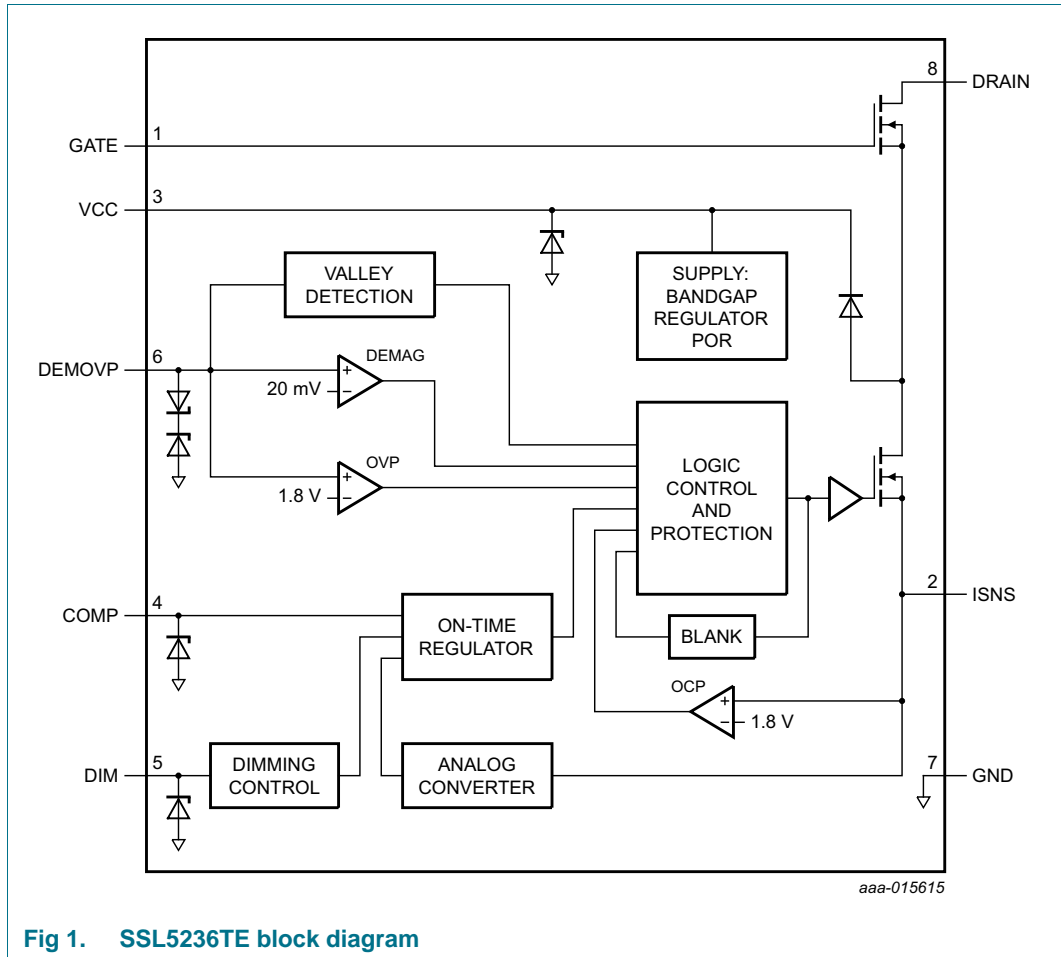 8
DRAIN
1
GATE
3
VCC
VALLEY
DETECTION
SUPPLY:
BANDGAP
REGULATOR
POR
6
DEMOVP
DEMAG
+
20 mV
−
OVP
+
1.8 V
−
LOGIC
CONTROL
AND
PROTECTION
2
ISNS
4
COMP
ON-TIME
REGULATOR
BLANK
OCP
+
−
1.8 V
5
DIM
DIMMING
CONTROL
ANALOG
CONVERTER
7
GND
aaa-015615
Fig 1. SSL5236TE block diagram